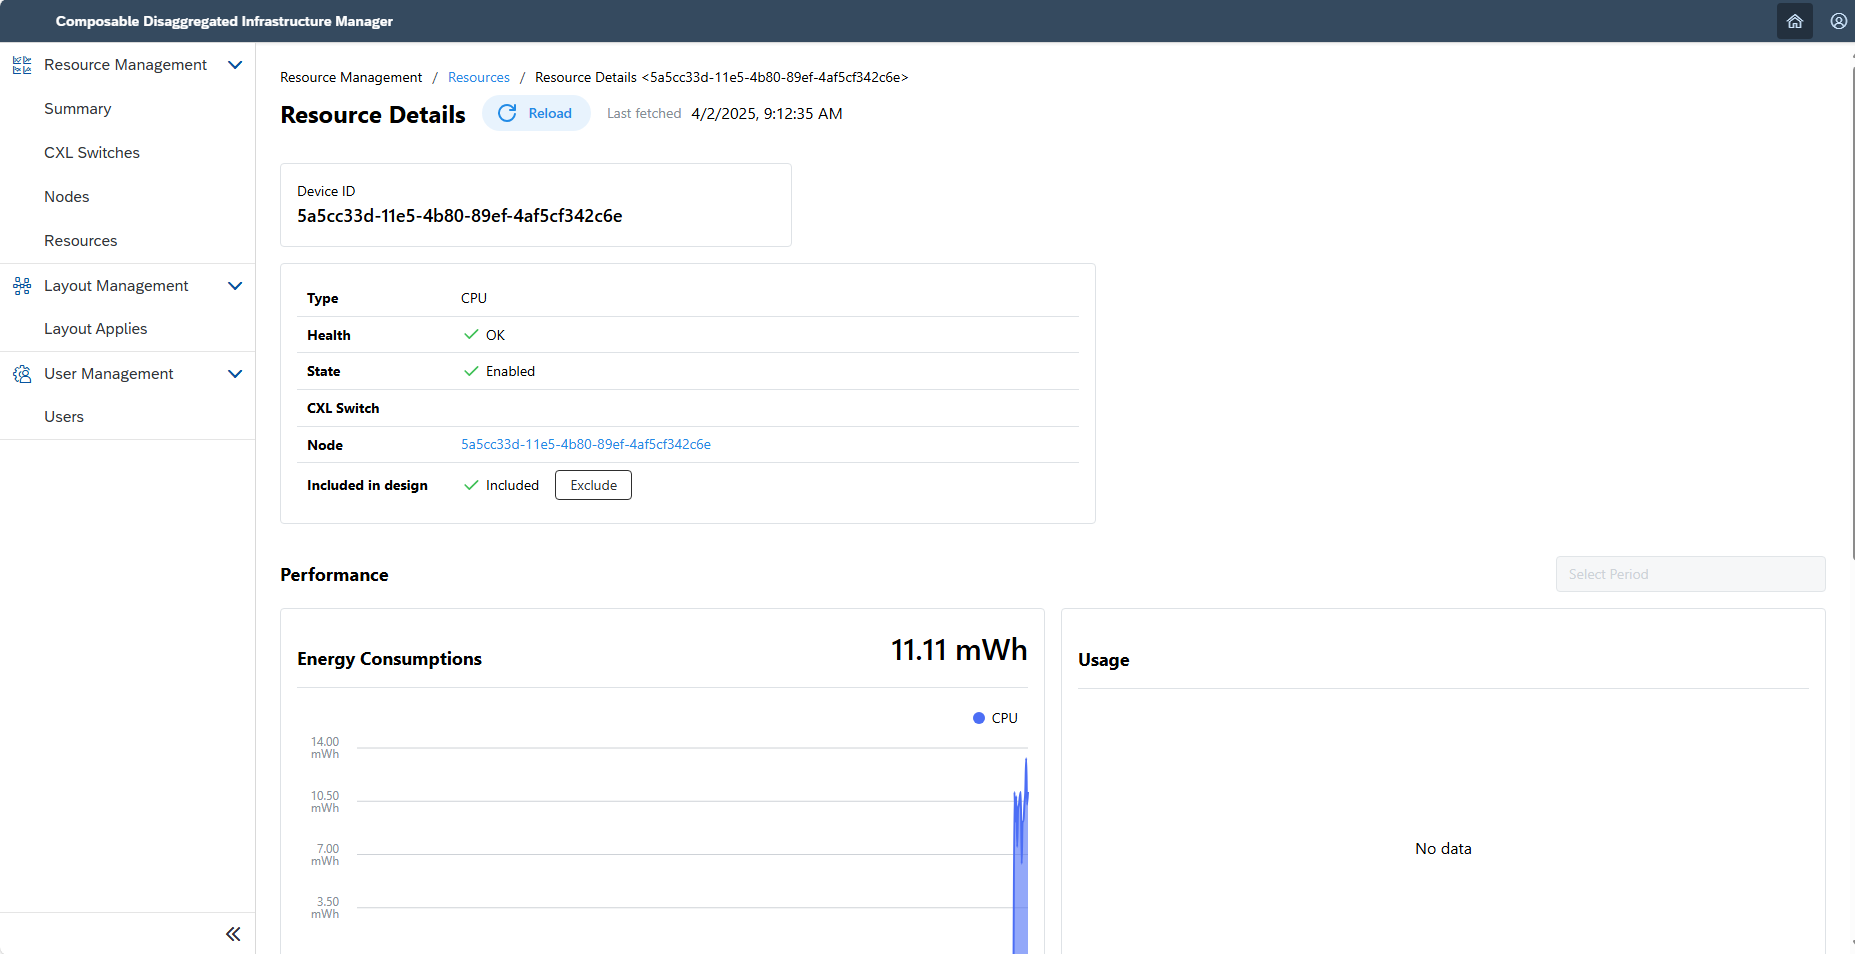 Composable Disaggregated Infrastructure Manager
Resource Management
Summary
CXL Switches
Nodes
Resources
Layout Management
Layout Applies
User Management
Users
Resource Management / Resources / Resource Details <5a5cc33d-11e5-4b80-89ef-4af5cf342c6e>
Resource Details Reload Last fetched 4/2/2025, 9:12:35 AM
Device ID
5a5cc33d-11e5-4b80-89ef-4af5cf342c6e
Type CPU
Health OK
State Enabled
CXL Switch
Node 5a5cc33d-11e5-4b80-89ef-4af5cf342c6e
Included in design Included Exclude
Performance Select Period
Energy Consumptions 11.11 mWh
CPU
14.00
mWh
10.50
mWh
7.00
mWh
3.50
mWh
Usage
No data